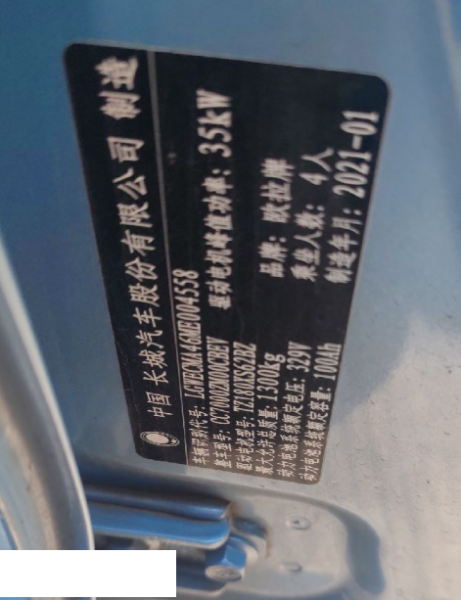 中国 长城汽车股份有限公司 制造
车辆识别代号: LGWECMA46ME004558
整车型号: CC7000ZM00CBEV 驱动电机峰值功率: 35kW
驱动电机型号: TZ180XS62BZ
最大允许总质量: 1300kg 品牌: 欧拉牌
动力电池系统额定电压: 329V 乘坐人数: 4人
动力电池系统额定容量: 100Ah 制造年月: 2021-01